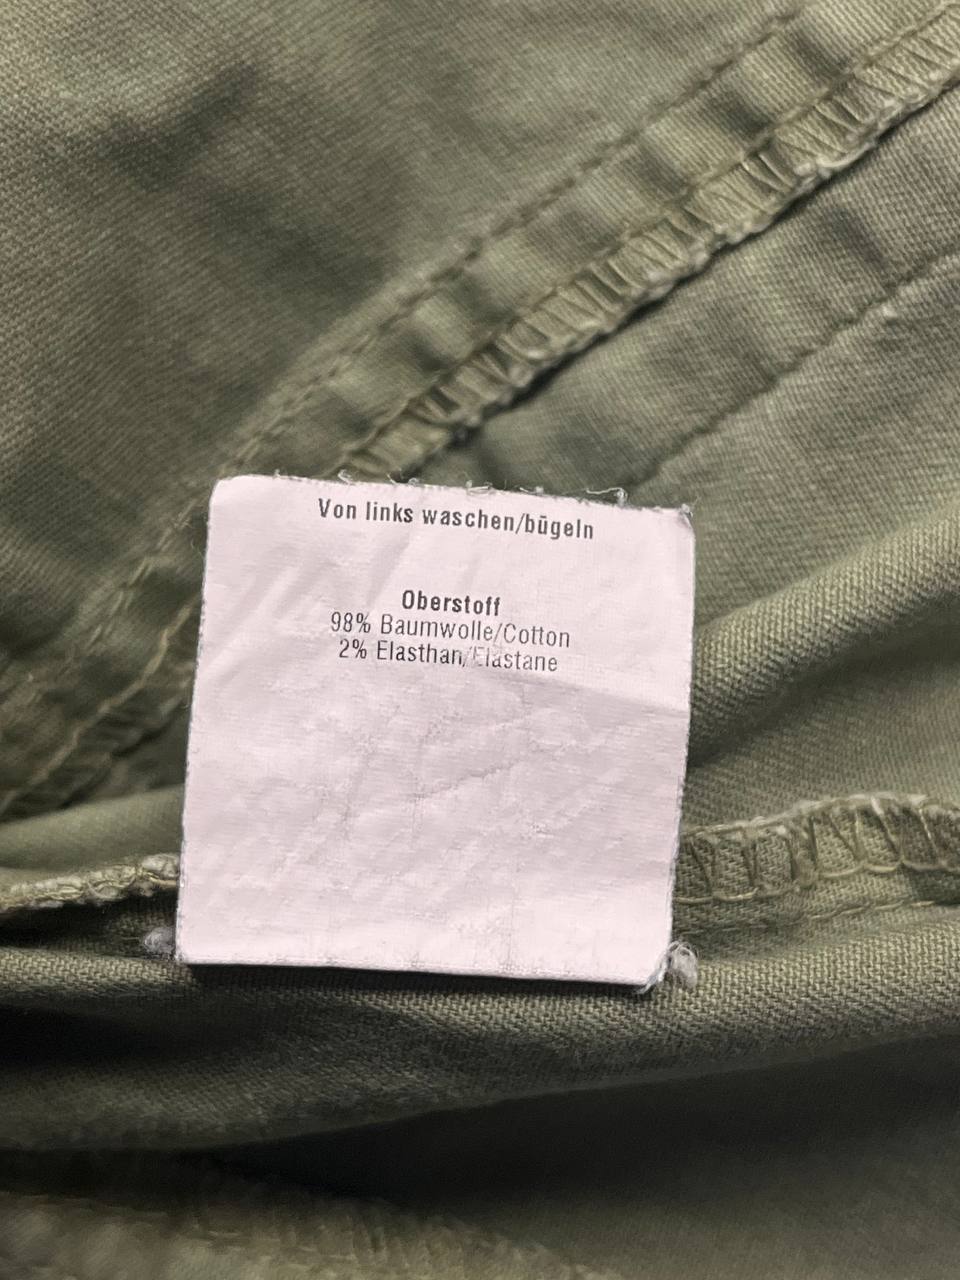 Von links waschen/bügeln
Oberstoff
98% Baumwolle/Cotton
2% Elasthan/Elastane